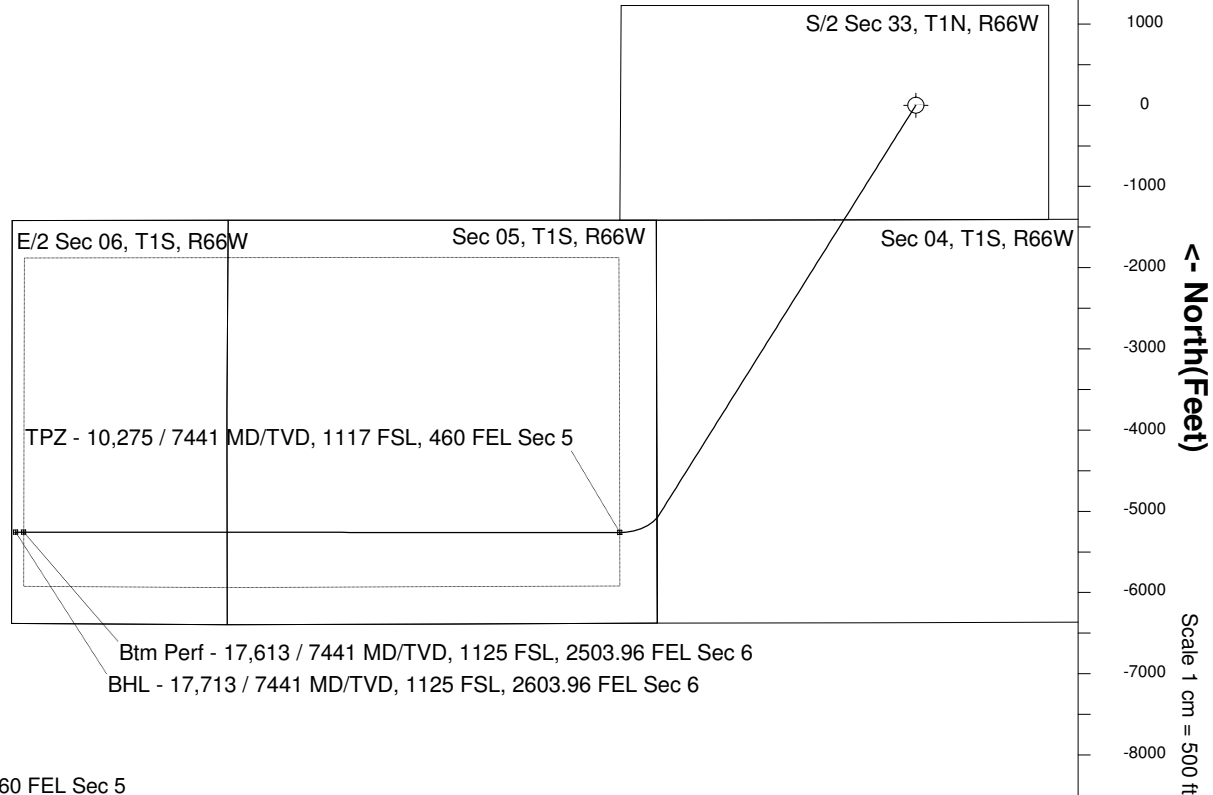 S/2 Sec 33, T1N, R66W
1000
0
-1000
E/2 Sec 06, T1S, R66W
Sec 05, T1S, R66W
Sec 04, T1S, R66W
-2000
<- North(Feet)
-3000
TPZ - 10,275 / 7441 MD/TVD, 1117 FSL, 460 FEL Sec 5
-4000
-5000
-6000
Scale 1 cm = 500 ft
Btm Perf - 17,613 / 7441 MD/TVD, 1125 FSL, 2503.96 FEL Sec 6
-7000
BHL - 17,713 / 7441 MD/TVD, 1125 FSL, 2603.96 FEL Sec 6
-8000
60 FEL Sec 5